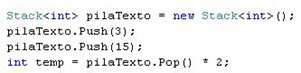 Stack<int> pilaTexto = new Stack<int>();
pilaTexto.Push(3);
pilaTexto.Push(15);
int temp = pilaTexto.Pop() * 2;